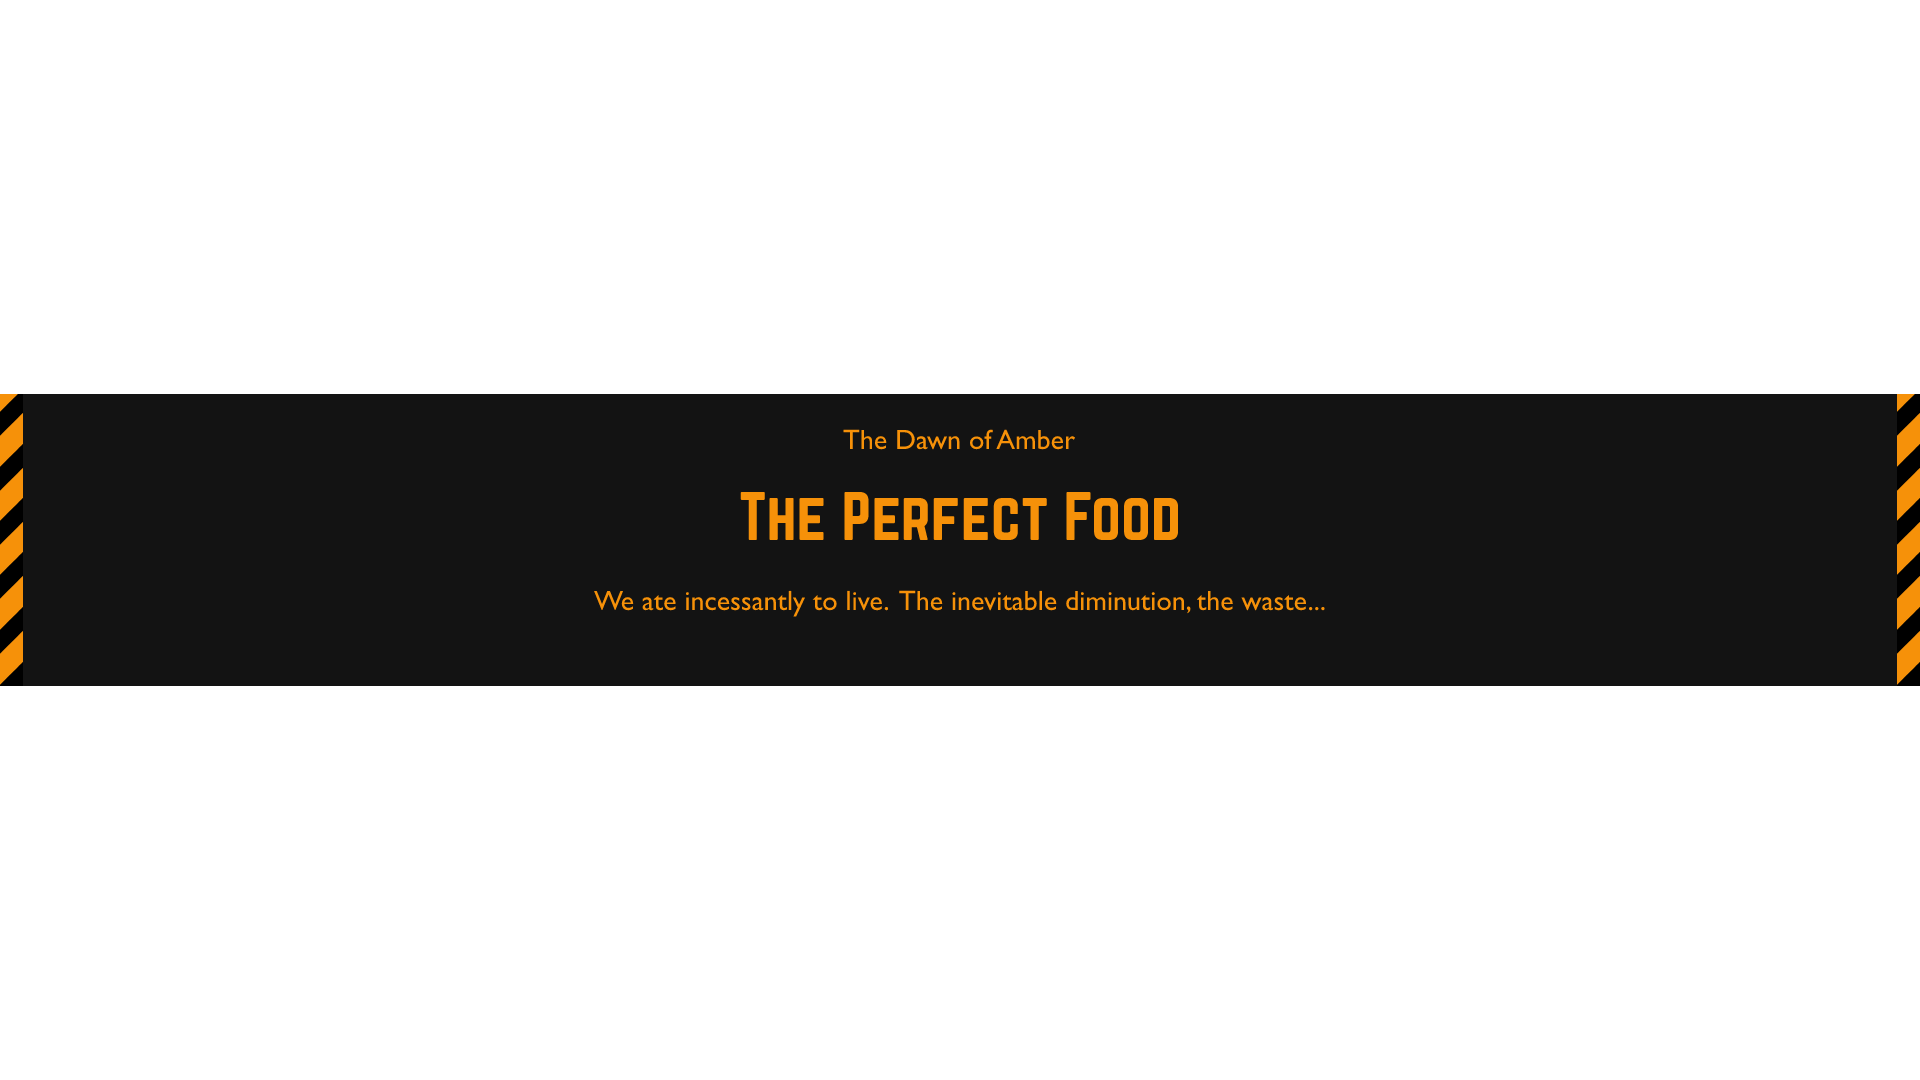 The Dawn of Amber
The Perfect Food
We ate incessantly to live. The inevitable diminution, the waste...